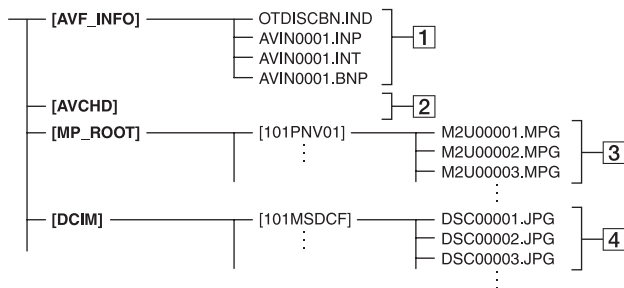 [AVF_INFO] OTDISCBN.IND
AVIN0001.INP
AVIN0001.INT
AVIN0001.BNP
1
[AVCHD] 2
[MP_ROOT] [101PNV01] M2U00001.MPG
M2U00002.MPG
M2U00003.MPG
3
[DCIM] [101MSDCF] DSC00001.JPG
DSC00002.JPG
DSC00003.JPG
4